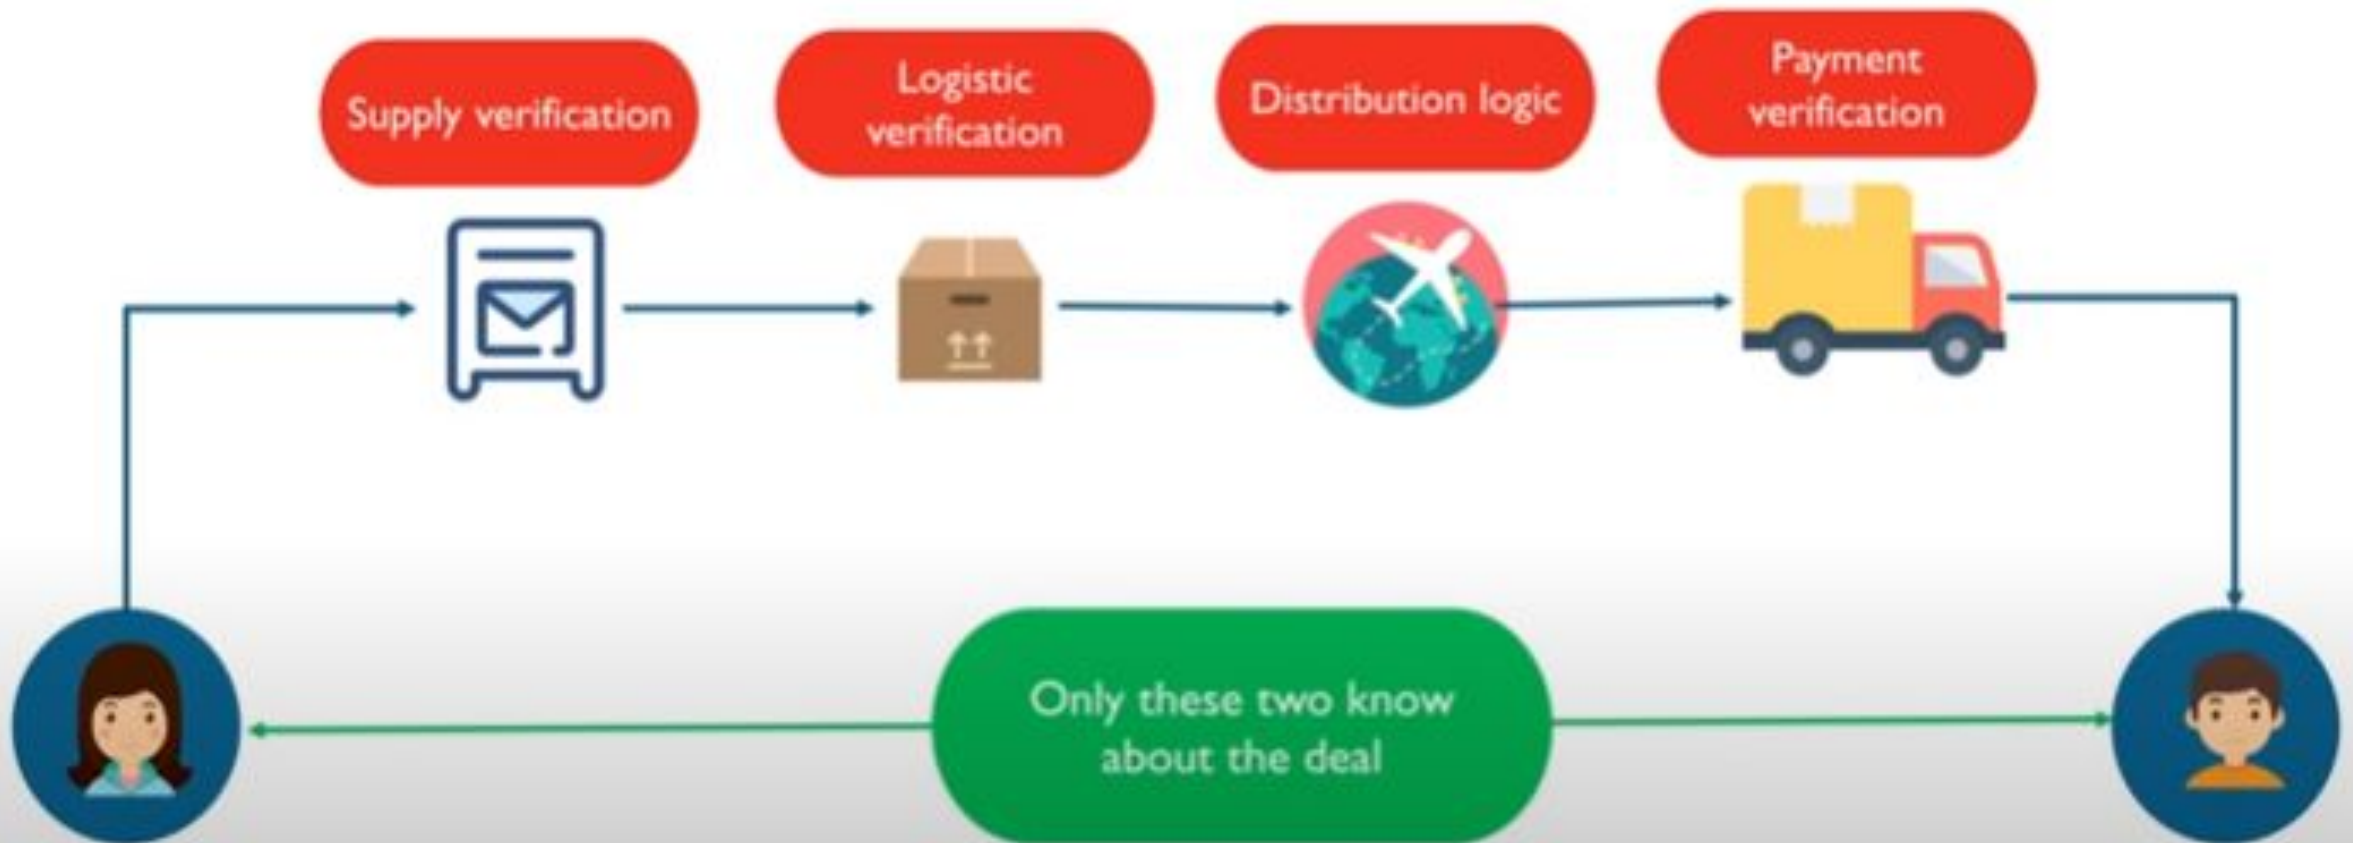 Supply verification
Logistic
verification
Distribution logic
Payment
verification
Only these two know
about the deal